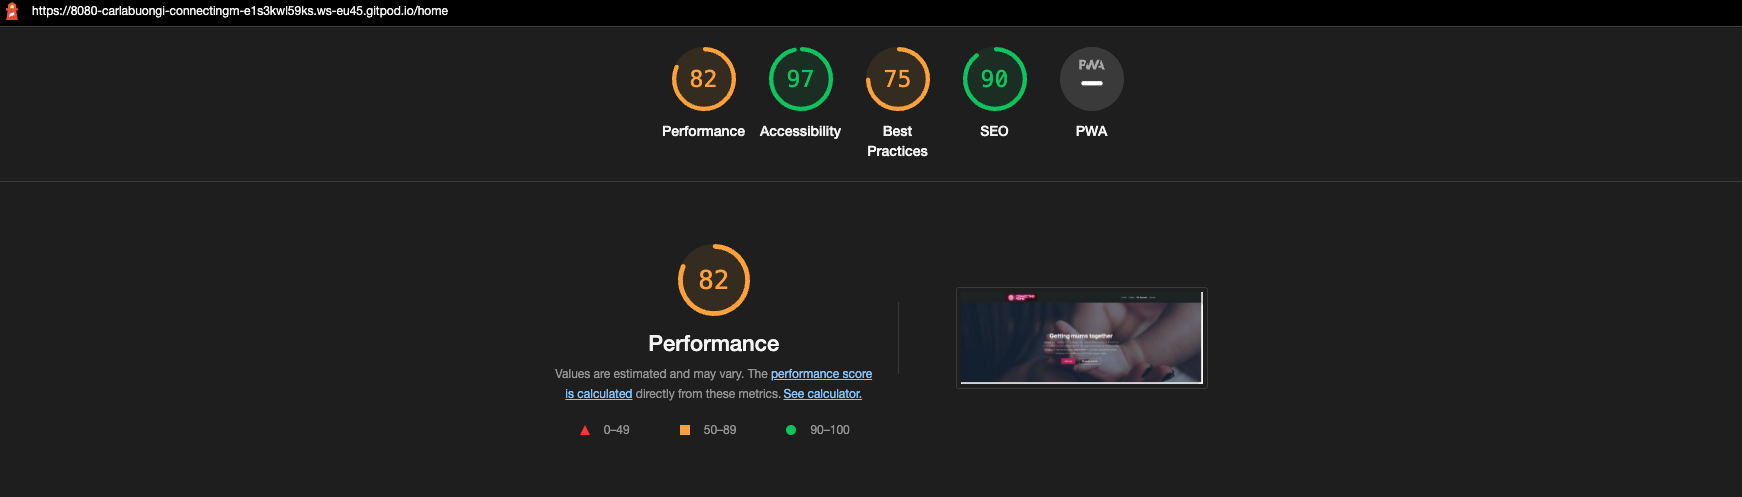 https://8080-carlabuongi-connectingm-e1s3kwl59ks.ws-eu45.gitpod.io/home
82
97
75
90
PWA
Performance
Accessibility
Best
Practices
SEO
PWA
82
Performance
Values are estimated and may vary. The performance score
is calculated directly from these metrics. See calculator.
0–49
50–89
90–100
Getting mums together